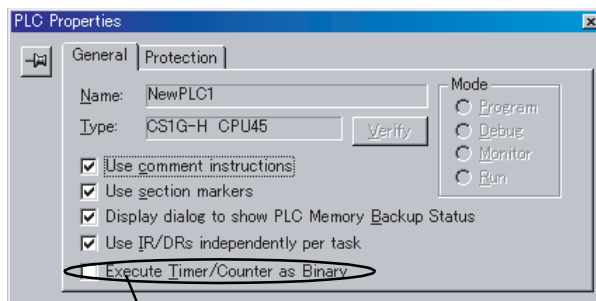 PLC Properties
General
Protection
Name: NewPLC1
Type: CS1G-H CPU45
Verify
Mode
Program
Debug
Monitor
Run
Use comment instructions
Use section markers
Display dialog to show PLC Memory Backup Status
Use IR/DRs independently per task
Execute Timer/Counter as Binary